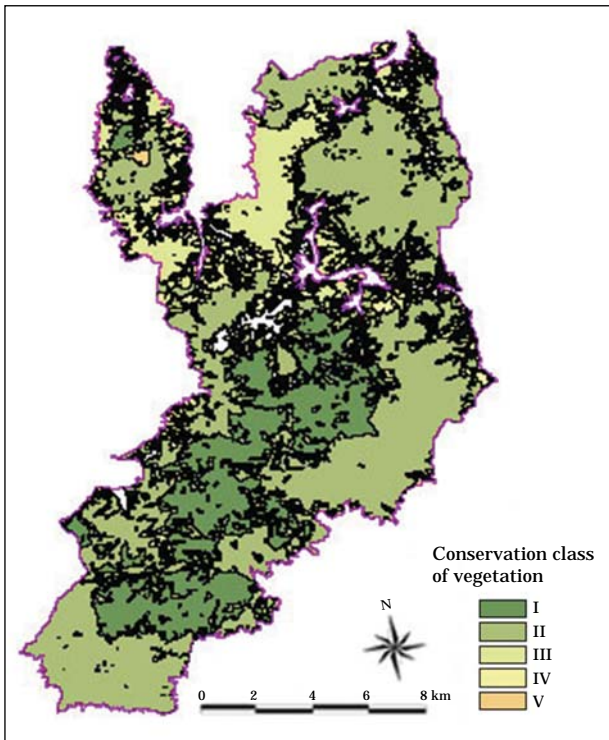 Conservation class
of vegetation
I
II
III
IV
V
N
0 2 4 6 8 km